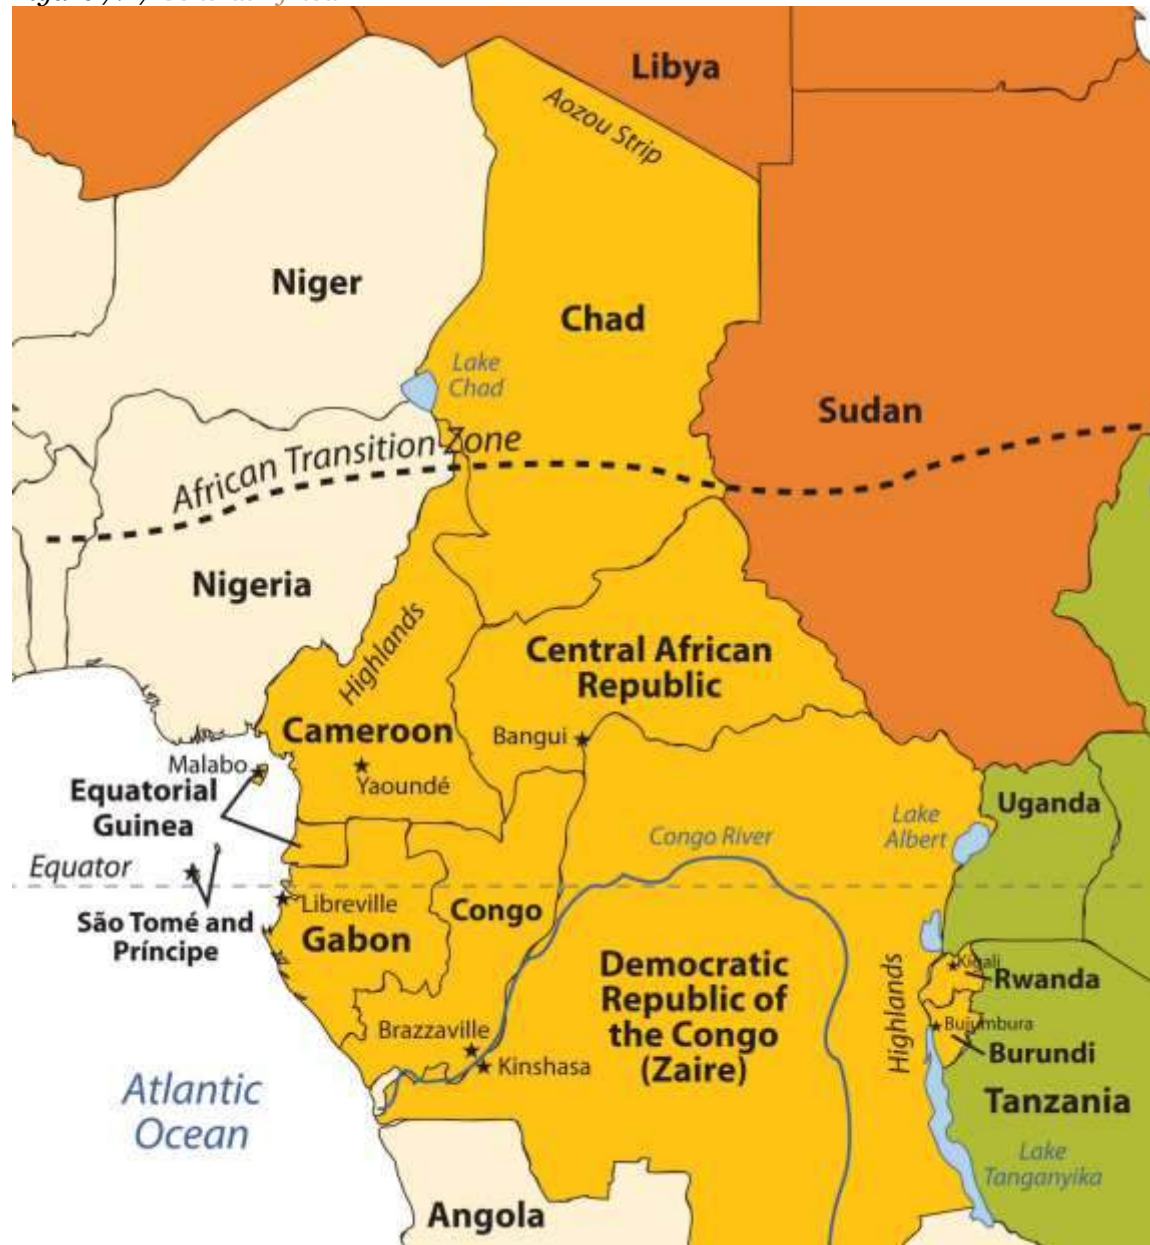 Libya
Aozou Strip
Niger
Chad
Lake
Chad
Sudan
African Transition Zone
Nigeria
Highlands
Central African
Republic
Cameroon
Bangui
Malabo
Yaoundé
Equatorial
Guinea
Uganda
Lake
Albert
Congo River
Equator
Libreville
Congo
São Tomé and
Príncipe
Gabon
Democratic
Republic of
the Congo
(Zaire)
Highlands
Kigali
Rwanda
Brazzaville
Bujumbura
Kinshasa
Burundi
Atlantic
Ocean
Tanzania
Lake
Tanganyika
Angola